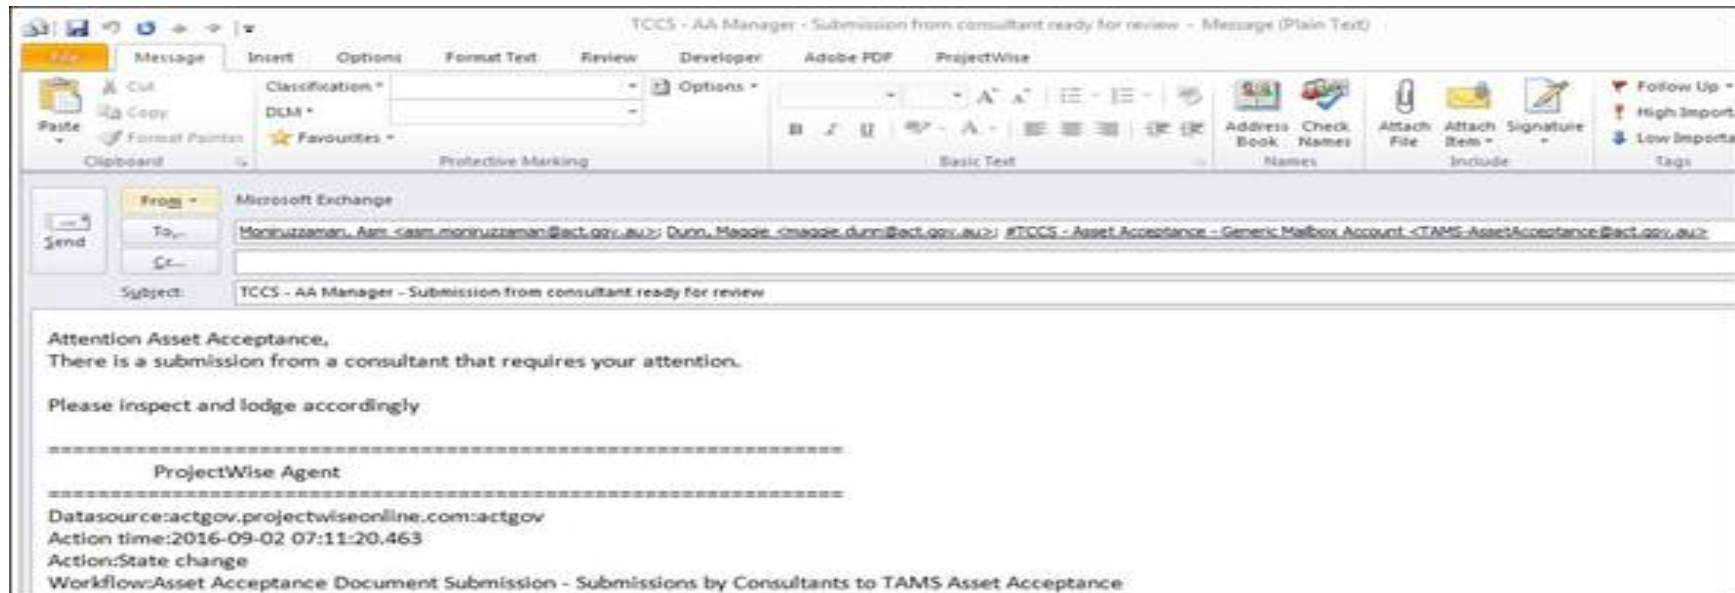 TCCS - AA Manager - Submission from consultant ready for review - Message (Plain Text)
File Message Insert Options Format Text Review Developer Adobe PDF ProjectWise
Cut Classification Options Follow Up
Copy DLM High Import
Paste Format Painter Favourites Address Book Check Names Attach File Attach Item Signature Low Importa
Clipboard Protective Marking Basic Text Names Include Tags
From Microsoft Exchange
Send To... Moniruzzaman, Asm <asm.moniruzzaman@act.gov.au>; Dunn, Maggie <maggie.dunn@act.gov.au>; #TCCS - Asset Acceptance - Generic Mailbox Account <TAMS-AssetAcceptance@act.gov.au>
Cc...
Subject: TCCS - AA Manager - Submission from consultant ready for review
Attention Asset Acceptance,
There is a submission from a consultant that requires your attention.
Please inspect and lodge accordingly
==================================================================
ProjectWise Agent
==================================================================
Datasource:actgov.projectwiseonline.com:actgov
Action time:2016-09-02 07:11:20.463
Action:State change
Workflow:Asset Acceptance Document Submission - Submissions by Consultants to TAMS Asset Acceptance